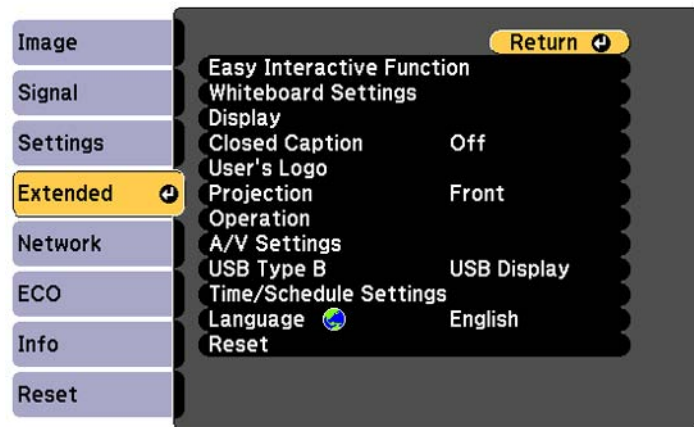 Image
Signal
Settings
Extended
Network
ECO
Info
Reset
Return
Easy Interactive Function
Whiteboard Settings
Display
Closed Caption Off
User's Logo
Projection Front
Operation
A/V Settings
USB Type B USB Display
Time/Schedule Settings
Language English
Reset